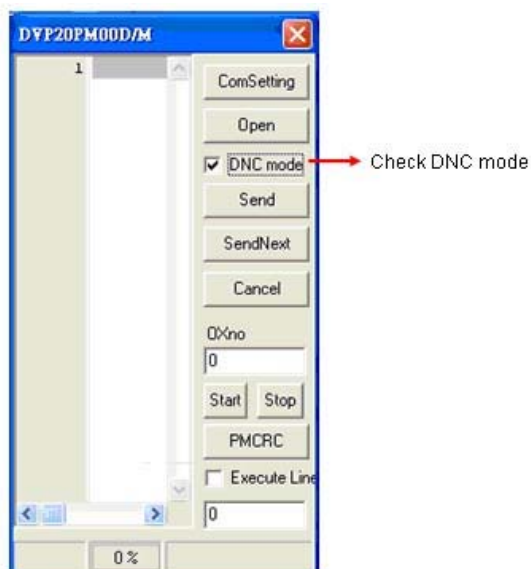 DVP20PM00D/M
1
ComSetting
Open
DNC mode
Check DNC mode
Send
SendNext
Cancel
OXno
0
Start Stop
PMCRC
Execute Line
0
0 %